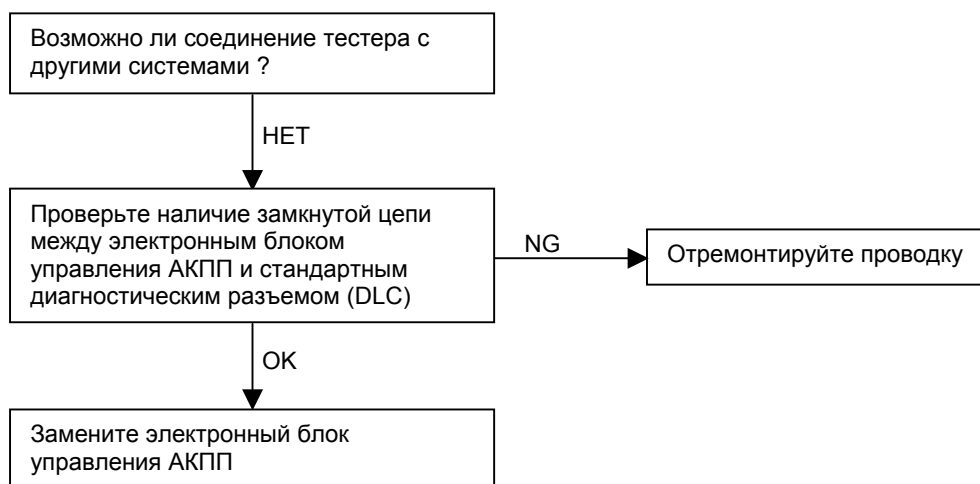 Возможно ли соединение тестера с
другими системами ?
НЕТ
Проверьте наличие замкнутой цепи
между электронным блоком
управления АКПП и стандартным
диагностическим разъемом (DLC)
NG
Отремонтируйте проводку
OK
Замените электронный блок
управления АКПП